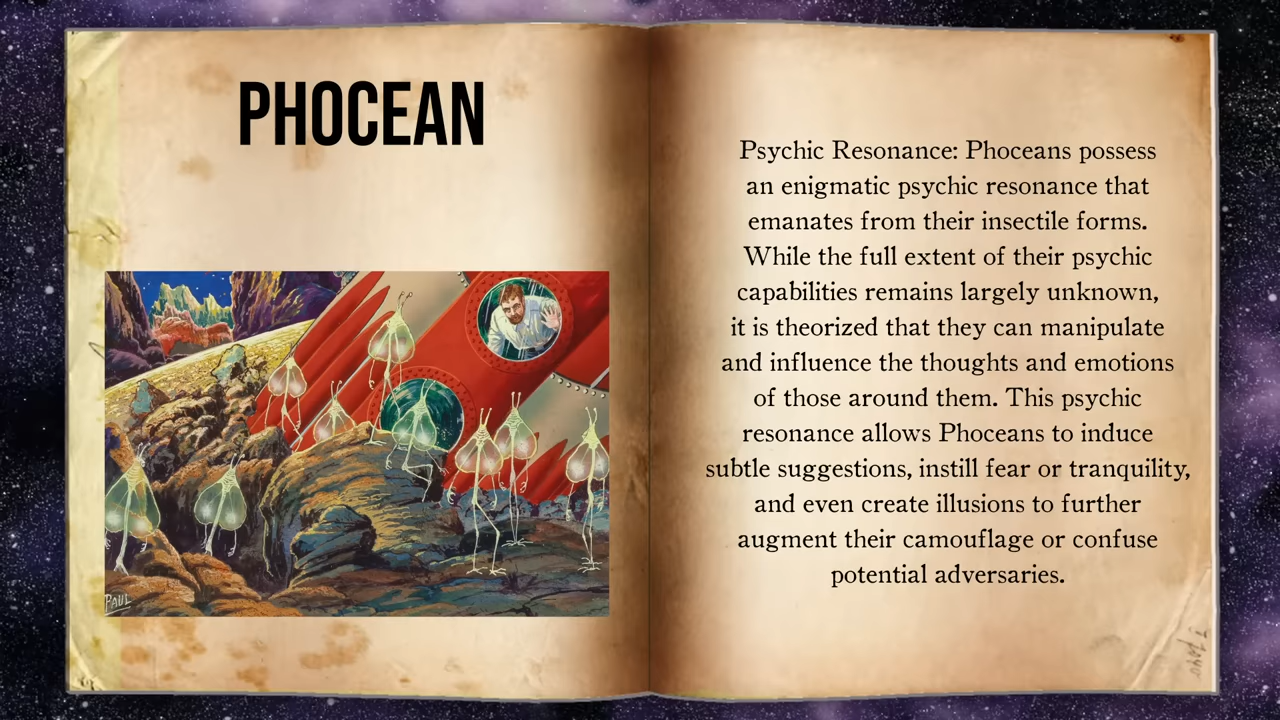 PHOCEAN
PAUL
Psychic Resonance: Phoceans possess
an enigmatic psychic resonance that
emanates from their insectile forms.
While the full extent of their psychic
capabilities remains largely unknown,
it is theorized that they can manipulate
and influence the thoughts and emotions
of those around them. This psychic
resonance allows Phoceans to induce
subtle suggestions, instill fear or tranquility,
and even create illusions to further
augment their camouflage or confuse
potential adversaries.